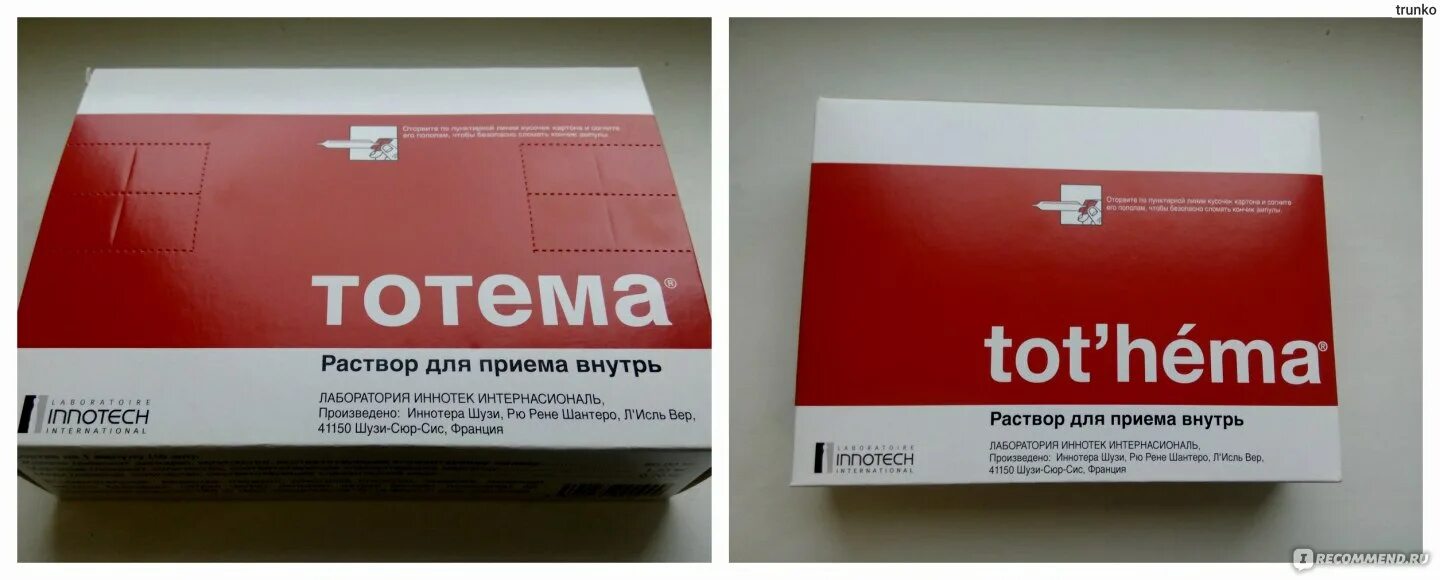 trunko
Оторвите по пунктирной линии кусочек картона и согните
его пополам, чтобы безопасно сломать кончик ампулы.
тотема®
Раствор для приема внутрь
LABORATOIRE
INNOTECH
INTERNATIONAL
ЛАБОРАТОРИЯ ИННОТЕК ИНТЕРНАСИОНАЛЬ,
Произведено: Иннотера Шузи, Рю Рене Шантеро, Л'Исль Вер,
41150 Шузи-Сюр-Сис, Франция
Оторвите по пунктирной линии кусочек картона и согните
его пополам, чтобы безопасно сломать кончик ампулы.
tot'héma®
Раствор для приема внутрь
LABORATOIRE
INNOTECH
INTERNATIONAL
ЛАБОРАТОРИЯ ИННОТЕК ИНТЕРНАСИОНАЛЬ,
Произведено: Иннотера Шузи, Рю Рене Шантеро, Л'Исль Вер,
41150 Шузи-Сюр-Сис, Франция
IRECOMMEND.RU